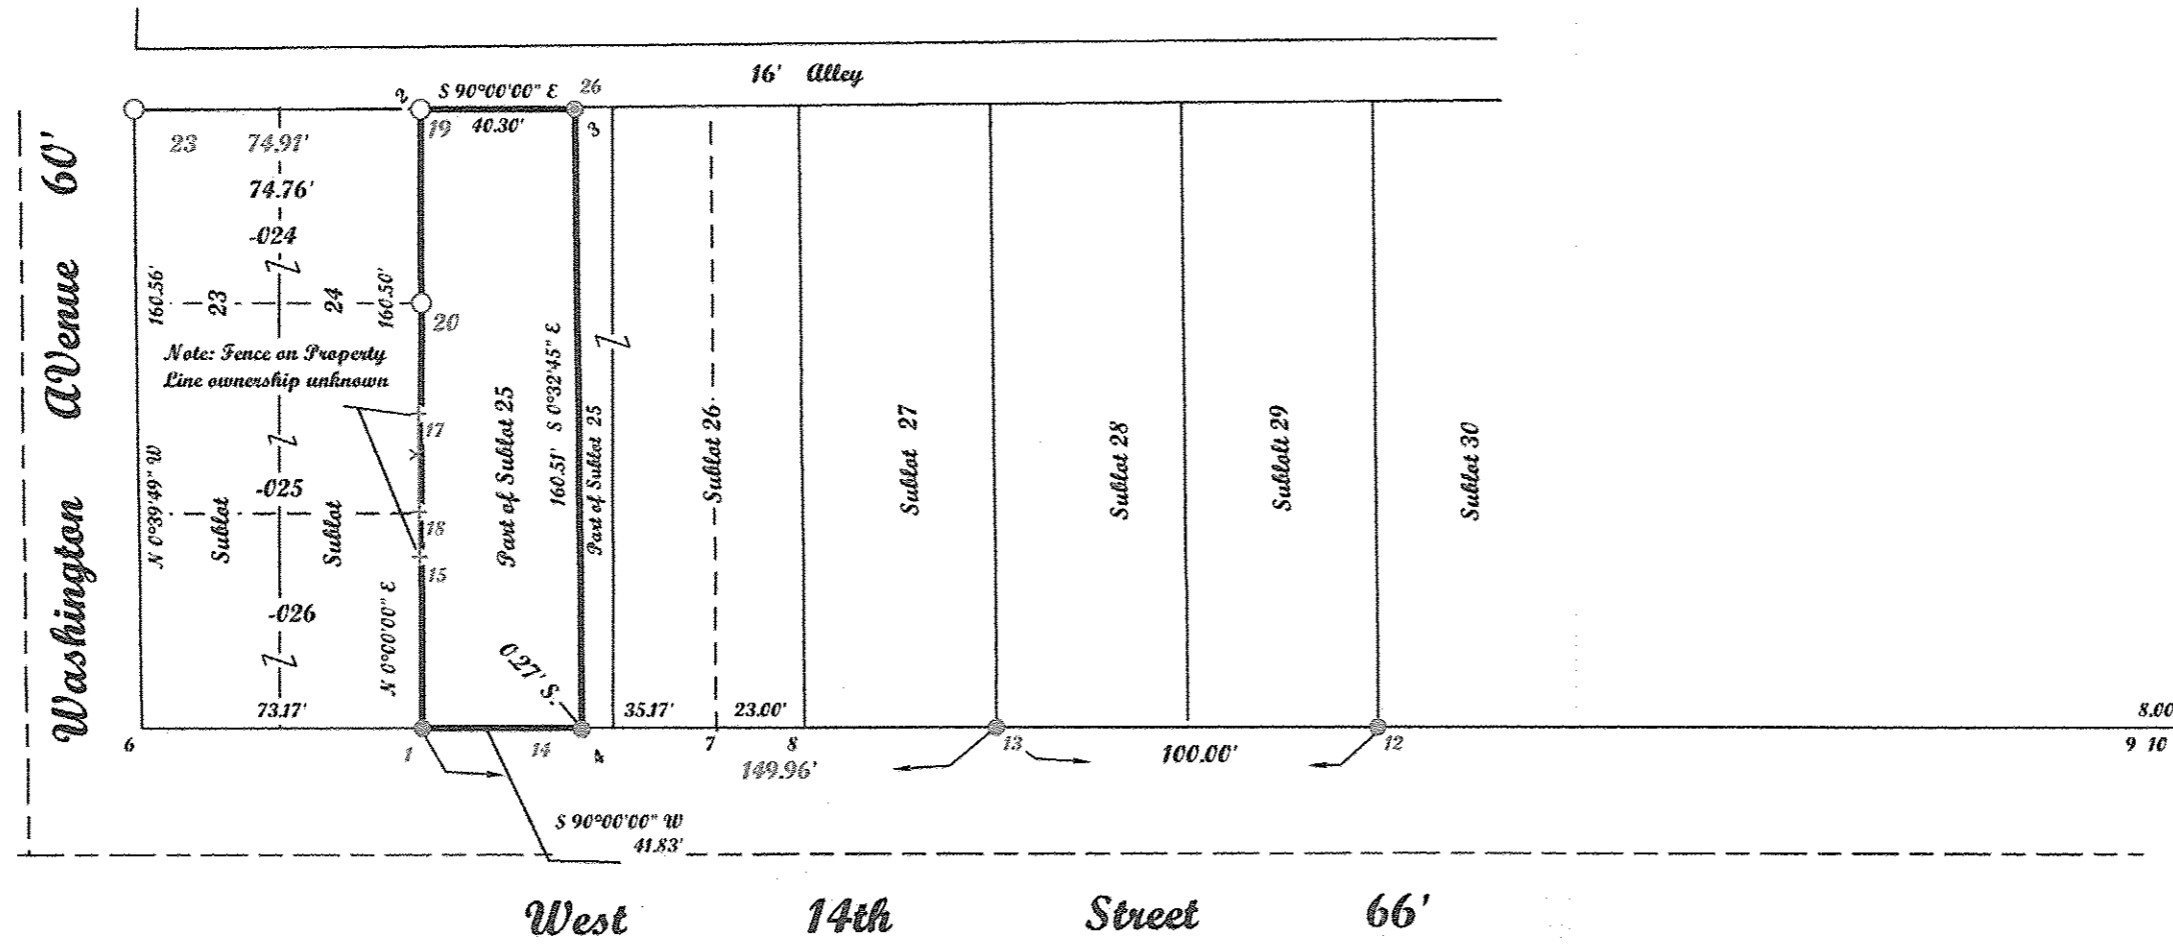 16' Alley
2
S 90°00'00" E
26
19
40.30'
3
23
74.91'
74.76'
-024
160.56'
23
24
160.50'
20
Note: Fence on Property
Line ownership unknown
17
X
N 0°39'49" W
Sublot
-025
Sublot
18
15
-026
N 0°00'00" E
Part of Sublot 25
160.51' S 0°32'45" E
Part of Sublot 25
Sublot 26
Sublot 27
Sublot 28
Sublolt 29
Sublot 30
0.27' S.
73.17'
35.17'
23.00'
8.00
6
1
14
4
7
8
13
12
9 10
149.96'
100.00'
S 90°00'00" W
41.83'
Washington AVenue 60'
West 14th Street 66'